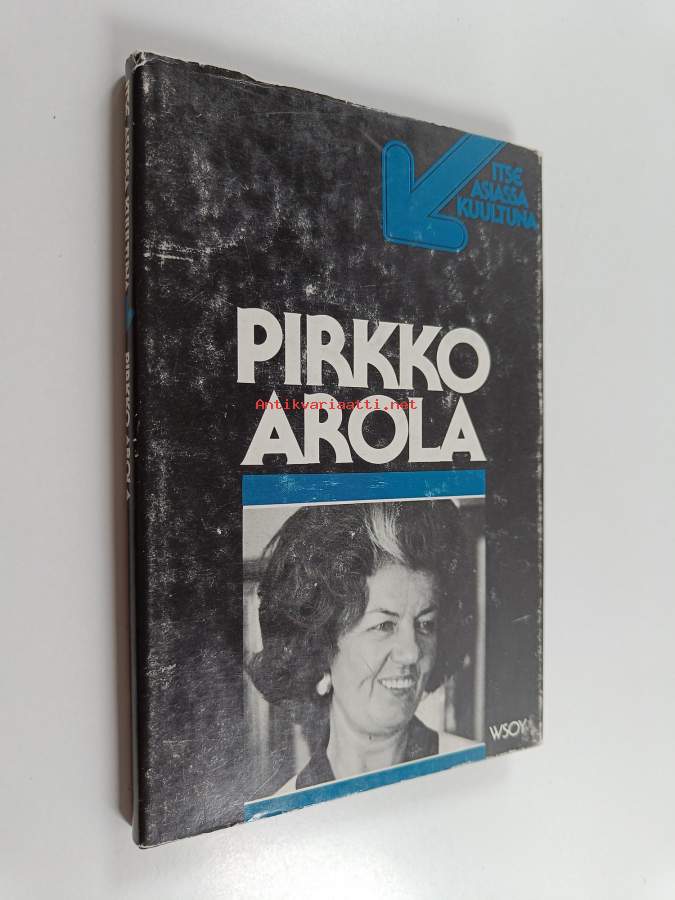 ITSE
ASIASSA
KUULTUNA
PIRKKO
Antikvariaatti.net
AROLA
WSOY
PIRKKO AROLA